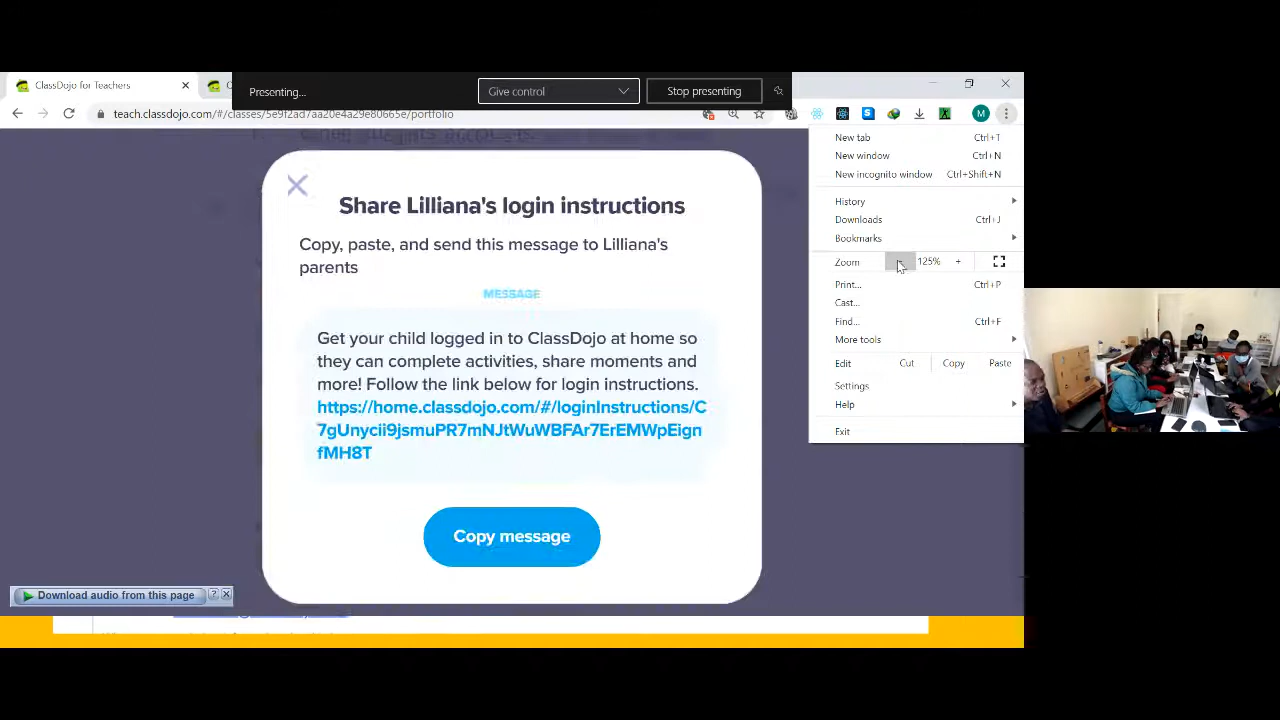 ClassDojo for Teachers
Presenting...
Give control
Stop presenting
teach.classdojo.com/#/classes/5e9f7d7aa20e4a29e80665e/portfolio
M
New tab Ctrl+T
New window Ctrl+N
New incognito window Ctrl+Shift+N
History
Downloads Ctrl+J
Bookmarks
Zoom - 125% +
Print... Ctrl+P
Cast...
Find... Ctrl+F
More tools
Edit Cut Copy Paste
Settings
Help
Exit
Share Lilliana's login instructions
Copy, paste, and send this message to Lilliana's
parents
MESSAGE
Get your child logged in to ClassDojo at home so
they can complete activities, share moments and
more! Follow the link below for login instructions.
https://home.classdojo.com/#/loginInstructions/C
7gUnycii9jsmuPR7mNJtWuWBFAr7ErEMWpEign
fMH8T
Copy message
Download audio from this page ? X